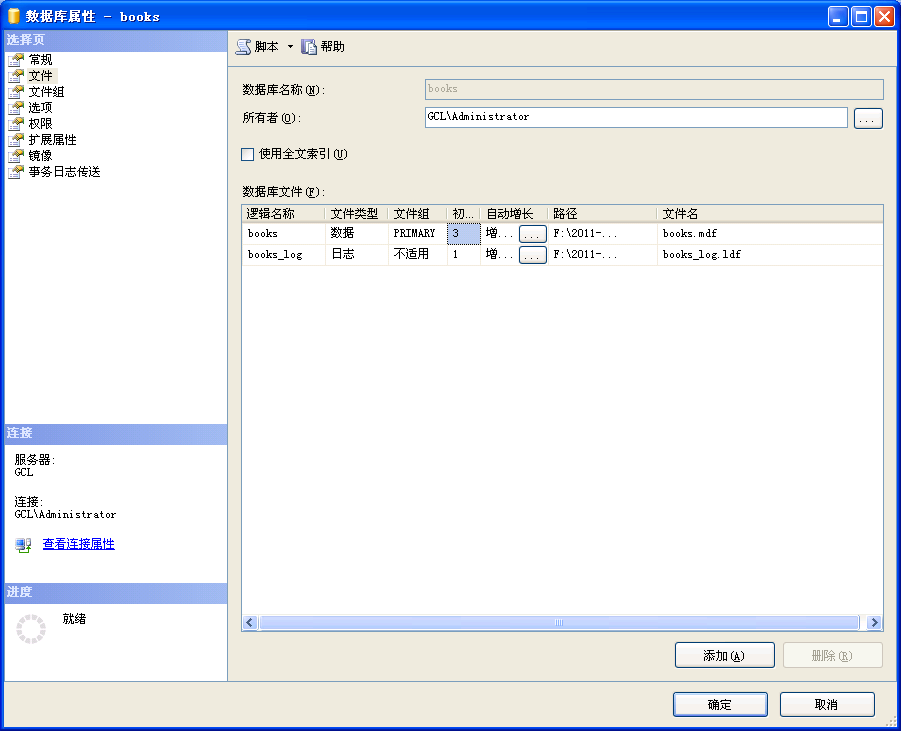 数据库属性 - books
选择页
常规
文件
文件组
选项
权限
扩展属性
镜像
事务日志传送
连接
服务器:
GCL
连接:
GCL\Administrator
查看连接属性
进度
就绪
脚本 帮助
数据库名称(N): books
所有者(O): GCL\Administrator ...
使用全文索引(U)
数据库文件(F):
逻辑名称 文件类型 文件组 初... 自动增长 路径 文件名
books 数据 PRIMARY 3 增... ... F:\2011-... books.mdf
books_log 日志 不适用 1 增... ... F:\2011-... books_log.ldf
添加(A) 删除(R)
确定 取消